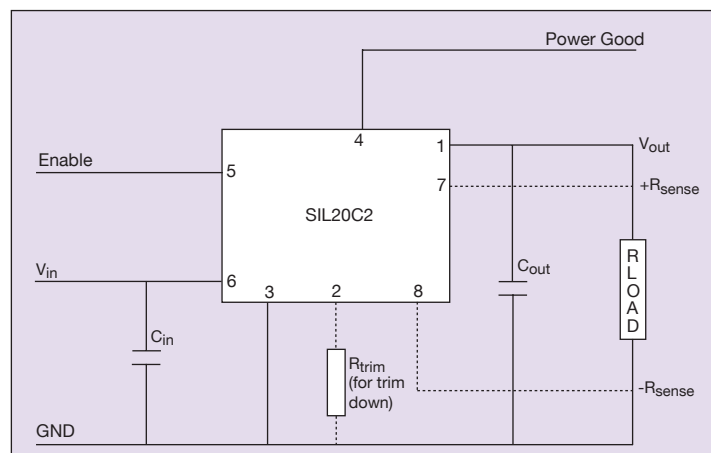 Power Good
4
1
Vout
Enable
5
7
+Rsense
SIL20C2
Vin
6
3
2
8
Cout
RLOAD
Cin
Rtrim
(for trim
down)
-Rsense
GND